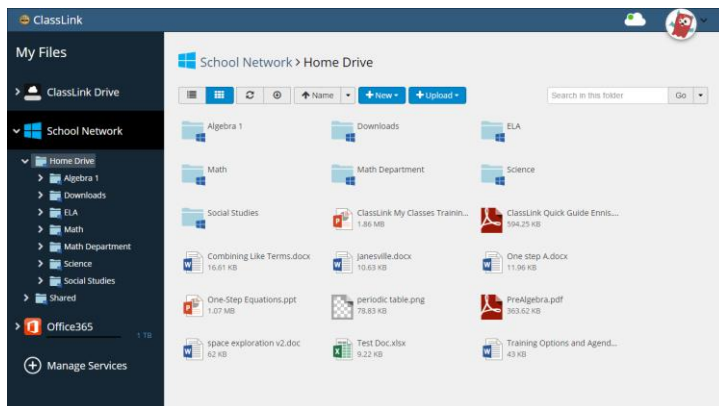 ClassLink
My Files
ClassLink Drive
School Network
Home Drive
Algebra 1
Downloads
ELA
Math
Math Department
Science
Social Studies
Shared
Office365
1 TB
Manage Services
School Network > Home Drive
Name
New
Upload
Search in this folder
Go
Algebra 1
Downloads
ELA
Math
Math Department
Science
Social Studies
ClassLink My Classes Trainin...
1.86 MB
ClassLink Quick Guide Ennis....
594.25 KB
Combining Like Terms.docx
16.61 KB
Janesville.docx
10.63 KB
One step A.docx
11.96 KB
One-Step Equations.ppt
1.07 MB
periodic table.png
78.83 KB
PreAlgebra.pdf
363.62 KB
space exploration v2.doc
62 KB
Test Doc.xlsx
9.22 KB
Training Options and Agend...
43 KB